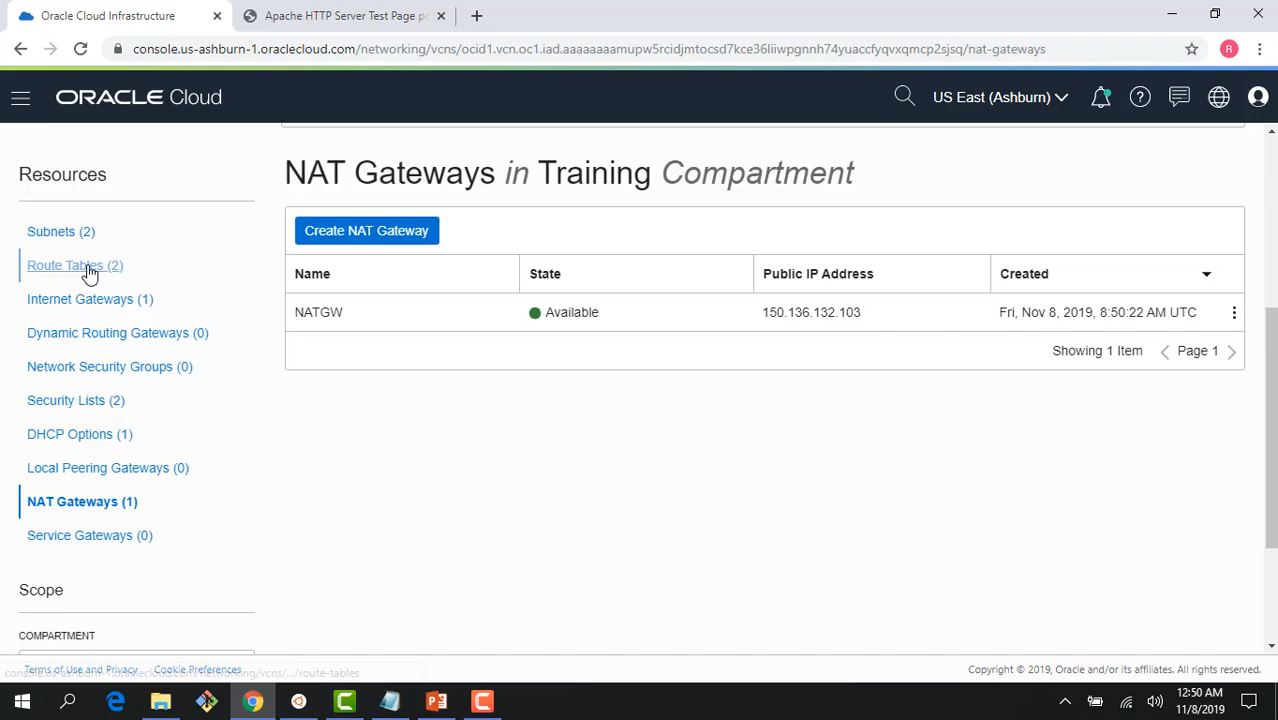 Oracle Cloud Infrastructure
Apache HTTP Server Test Page po
console.us-ashburn-1.oraclecloud.com/networking/vcns/ocid1.vcn.oc1.iad.aaaaaaaamupw5rcidjmtocsd7kce36liiwpgnnh74yuaccfyqvxqmcp2sjsq/nat-gateways
R
ORACLE Cloud
US East (Ashburn)
Resources
Subnets (2)
Route Tables (2)
Internet Gateways (1)
Dynamic Routing Gateways (0)
Network Security Groups (0)
Security Lists (2)
DHCP Options (1)
Local Peering Gateways (0)
NAT Gateways (1)
Service Gateways (0)
Scope
COMPARTMENT
NAT Gateways in Training Compartment
Create NAT Gateway
Name State Public IP Address Created
NATGW Available 150.136.132.103 Fri, Nov 8, 2019, 8:50:22 AM UTC
Showing 1 Item Page 1
Terms of Use and Privacy Cookie Preferences
Copyright © 2019, Oracle and/or its affiliates. All rights reserved.
12:50 AM
11/8/2019